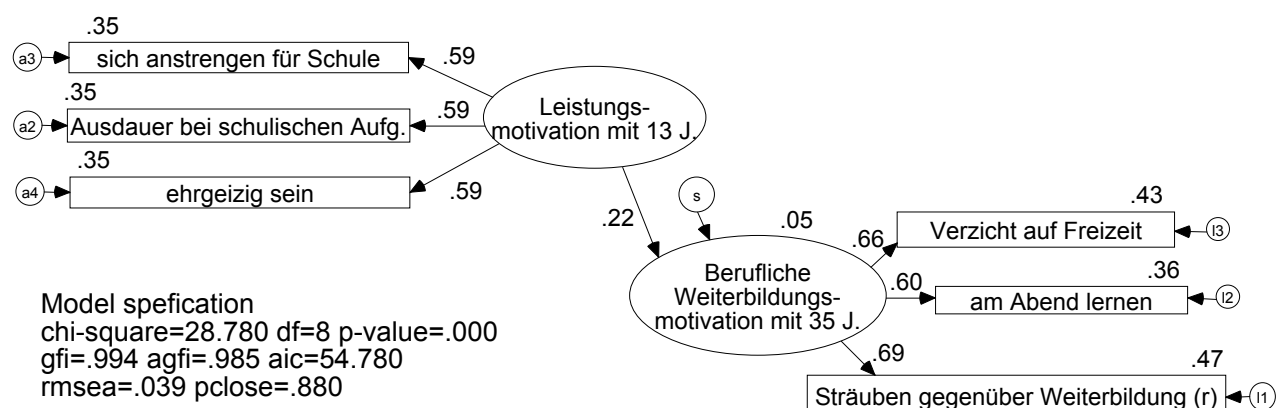 .35
a3
sich anstrengen für Schule
.59
.35
a2
Ausdauer bei schulischen Aufg.
.59
.35
a4
ehrgeizig sein
.59
Leistungs-
motivation mit 13 J.
.22
s
.05
Berufliche
Weiterbildungs-
motivation mit 35 J.
.66
.43
Verzicht auf Freizeit
l3
.60
.36
am Abend lernen
l2
.69
.47
Sträuben gegenüber Weiterbildung (r)
l1
Model spefication
chi-square=28.780 df=8 p-value=.000
gfi=.994 agfi=.985 aic=54.780
rmsea=.039 pclose=.880